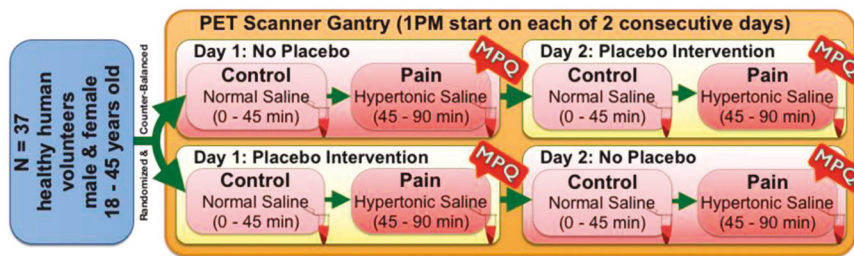 PET Scanner Gantry (1PM start on each of 2 consecutive days)
N = 37
healthy human
volunteers
male & female
18 - 45 years old
Randomized & Counter-Balanced
Day 1: No Placebo
Control
Normal Saline
(0 - 45 min)
Pain
Hypertonic Saline
(45 - 90 min)
MPQ
Day 2: Placebo Intervention
Control
Normal Saline
(0 - 45 min)
Pain
Hypertonic Saline
(45 - 90 min)
MPQ
Day 1: Placebo Intervention
Control
Normal Saline
(0 - 45 min)
Pain
Hypertonic Saline
(45 - 90 min)
MPQ
Day 2: No Placebo
Control
Normal Saline
(0 - 45 min)
Pain
Hypertonic Saline
(45 - 90 min)
MPQ